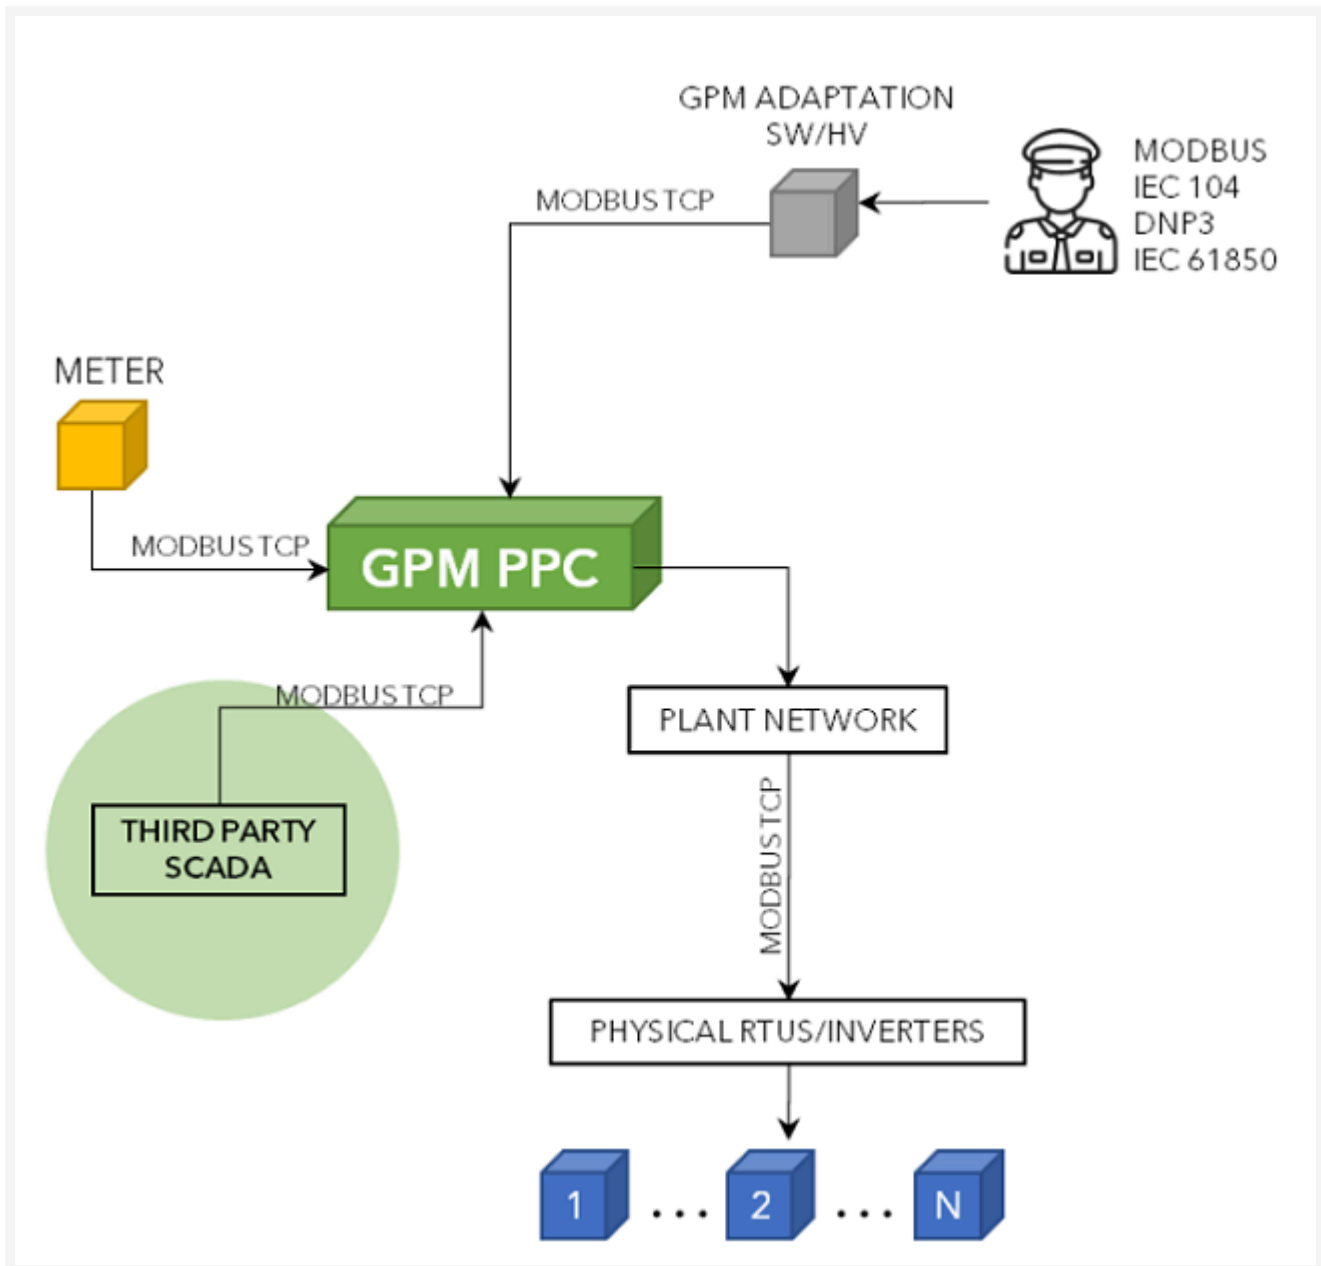 GPM ADAPTATION
SW/HV
MODBUS
IEC 104
DNP3
IEC 61850
MODBUS TCP
METER
MODBUS TCP
GPM PPC
MODBUS TCP
PLANT NETWORK
THIRD PARTY
SCADA
MODBUS TCP
PHYSICAL RTUS/INVERTERS
1 ... 2 ... N